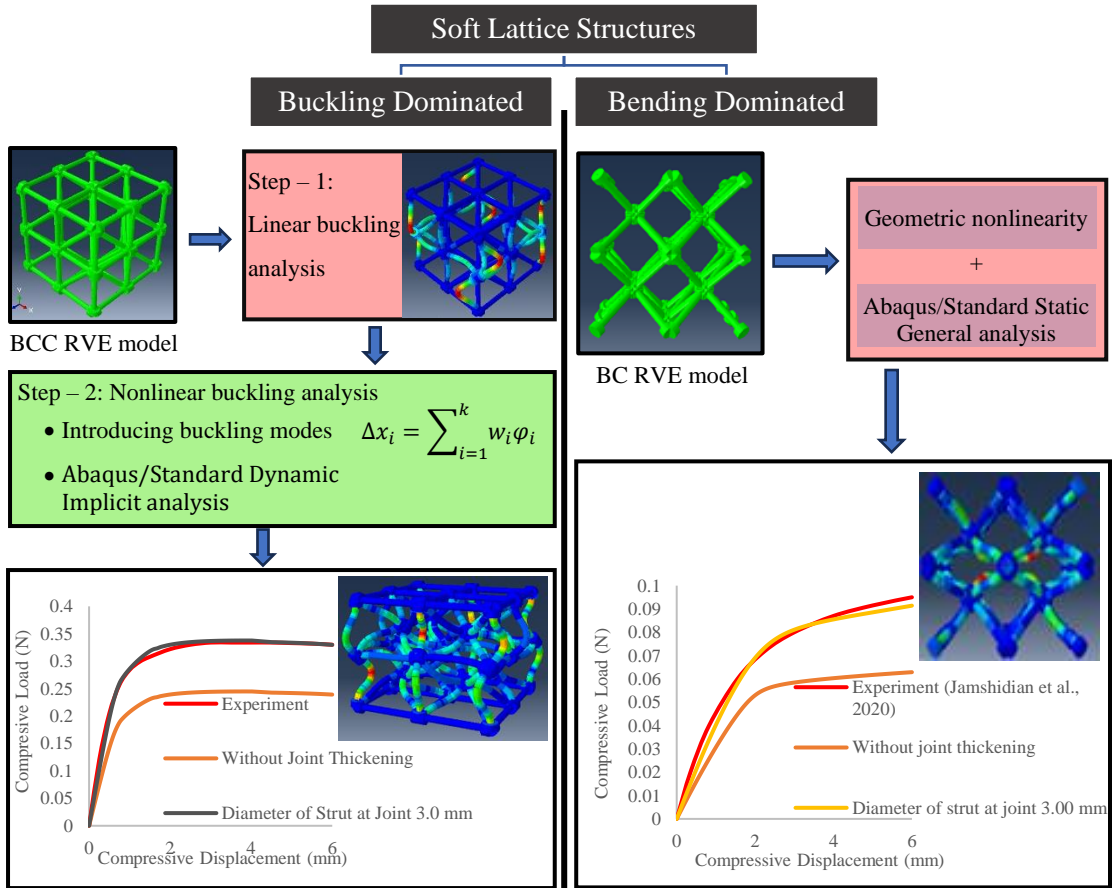 Soft Lattice Structures
Buckling Dominated
Bending Dominated
Step – 1:
Linear buckling
analysis
Y
X
BCC RVE model
Step – 2: Nonlinear buckling analysis
• Introducing buckling modes
Δx_i = ∑_{i=1}^{k} w_i φ_i
• Abaqus/Standard Dynamic
Implicit analysis
Compressive Load (N)
0.4
0.35
0.3
0.25
0.2
0.15
0.1
0.05
0
Experiment
Without Joint Thickening
Diameter of Strut at Joint 3.0 mm
0 2 4 6
Compressive Displacement (mm)
BC RVE model
Geometric nonlinearity
+
Abaqus/Standard Static
General analysis
Compressive Load (N)
0.1
0.09
0.08
0.07
0.06
0.05
0.04
0.03
0.02
0.01
0
Experiment (Jamshidian et al.,
2020)
Without joint thickening
Diameter of strut at joint 3.00 mm
0 2 4 6
Compressive Displacement (mm)